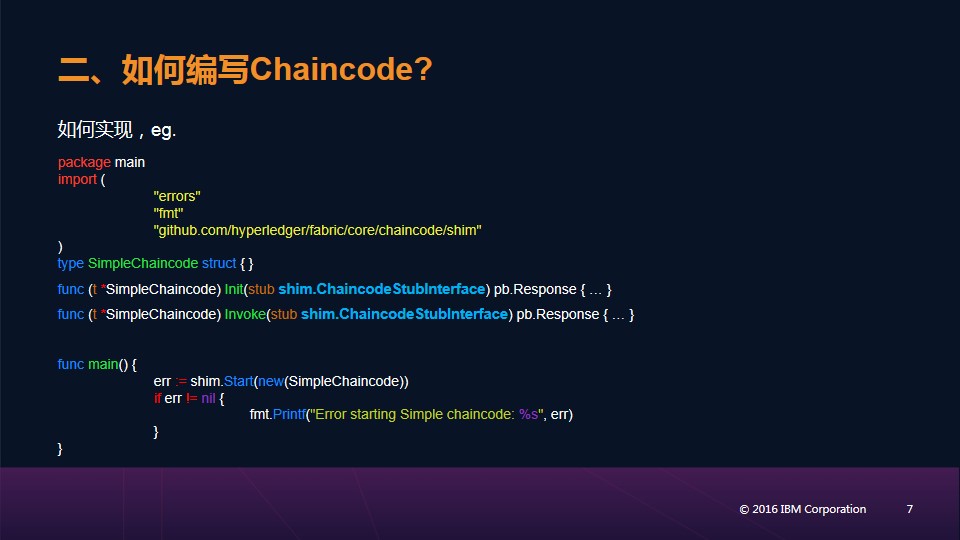 二、如何编写Chaincode?
如何实现，eg.
package main
import (
"errors"
"fmt"
"github.com/hyperledger/fabric/core/chaincode/shim"
)
type SimpleChaincode struct { }
func (t *SimpleChaincode) Init(stub shim.ChaincodeStubInterface) pb.Response { … }
func (t *SimpleChaincode) Invoke(stub shim.ChaincodeStubInterface) pb.Response { … }
func main() {
err := shim.Start(new(SimpleChaincode))
if err != nil {
fmt.Printf("Error starting Simple chaincode: %s", err)
}
}
© 2016 IBM Corporation 7